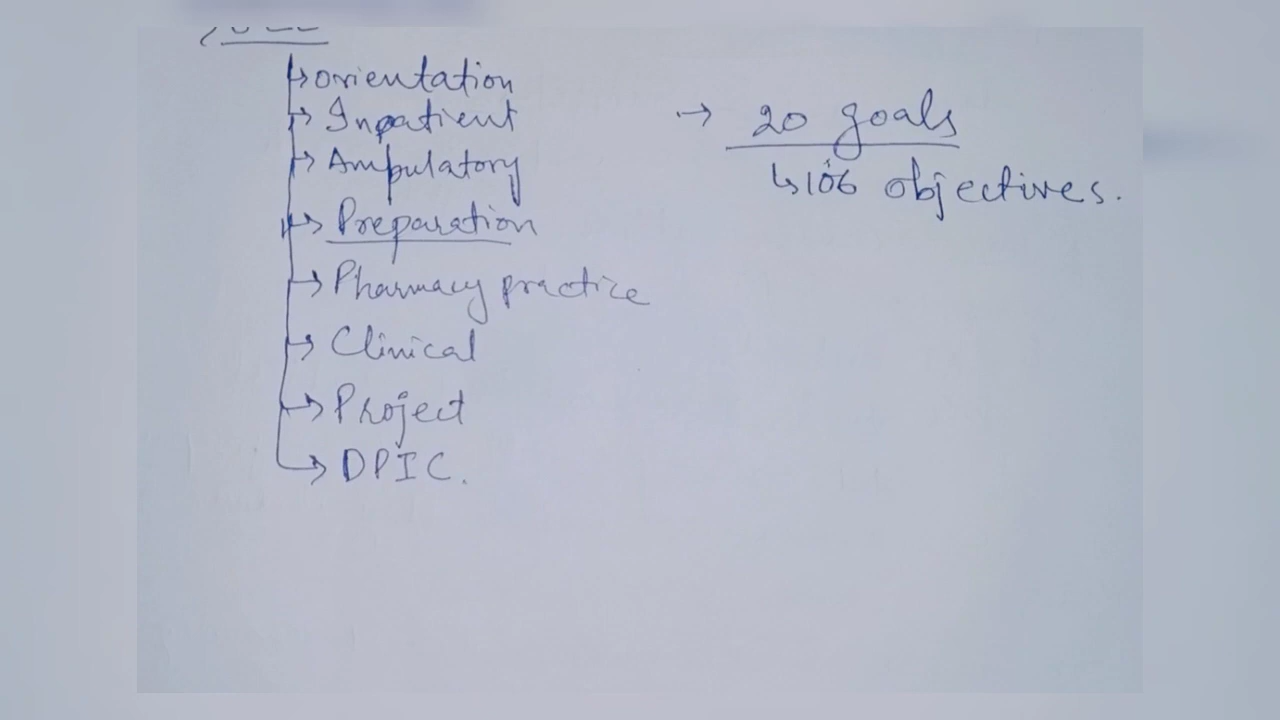 → Orientation
→ Inpatient
→ Ambulatory
→ Preparation
→ Pharmacy practice
→ Clinical
→ Project
→ DPIC.
→ 20 goals
↳ 106 objectives.